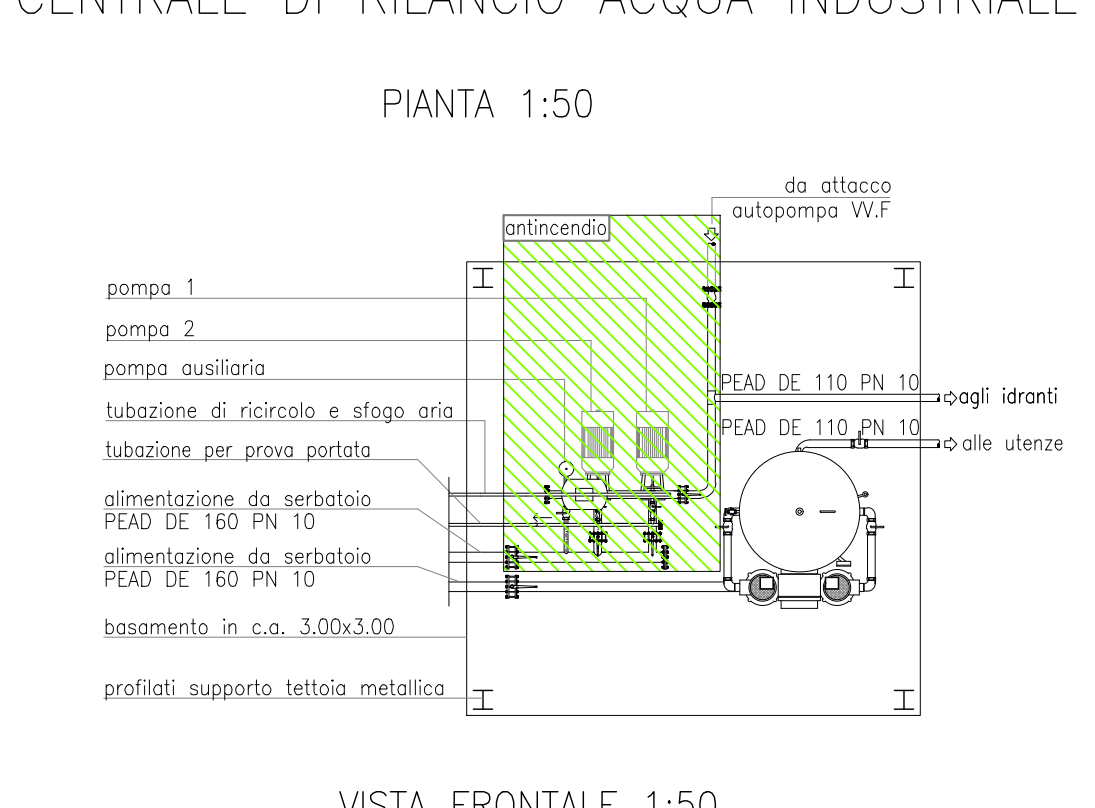 CENTRALE DI RILANCIO ACQUA INDUSTRIALE
PIANTA 1:50
da attacco
autopompa VV.F
antincendio
pompa 1
pompa 2
pompa ausiliaria
PEAD DE 110 PN 10
agli idranti
tubazione di ricircolo e sfogo aria
PEAD DE 110 PN 10
alle utenze
tubazione per prova portata
alimentazione da serbatoio
PEAD DE 160 PN 10
alimentazione da serbatoio
PEAD DE 160 PN 10
basamento in c.a. 3.00x3.00
profilati supporto tettoia metallica
VISTA FRONTALE 1:50